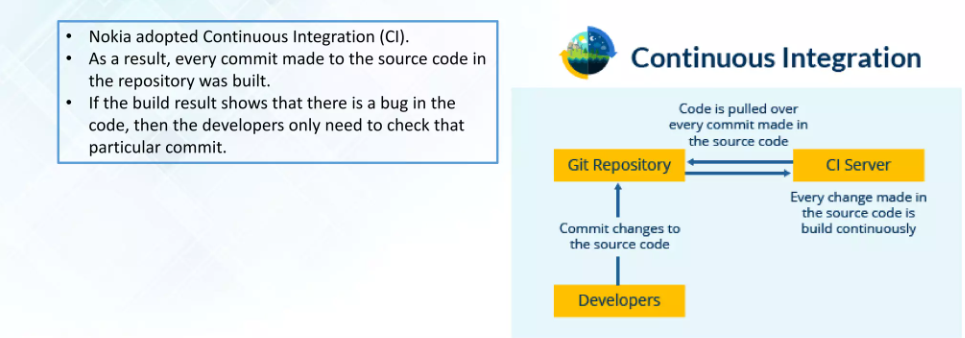 • Nokia adopted Continuous Integration (CI).
• As a result, every commit made to the source code in
the repository was built.
• If the build result shows that there is a bug in the
code, then the developers only need to check that
particular commit.
Continuous Integration
Code is pulled over
every commit made in
the source code
Git Repository
CI Server
Every change made in
the source code is
build continuously
Commit changes to
the source code
Developers